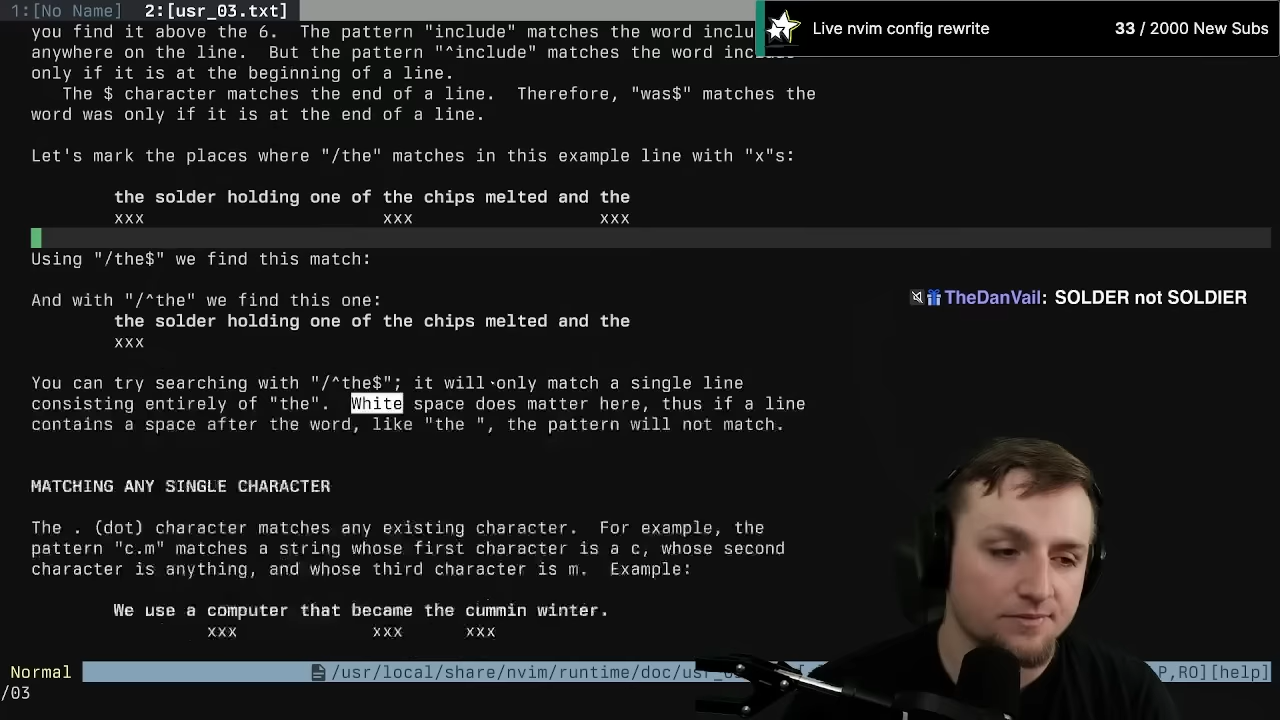 1:[No Name]  2:[usr_03.txt]
Live nvim config rewrite
33 / 2000 New Subs
you find it above the 6.  The pattern "include" matches the word inclu
anywhere on the line.  But the pattern "^include" matches the word
only if it is at the beginning of a line.
The $ character matches the end of a line.  Therefore, "was$" matches the
word was only if it is at the end of a line.
Let's mark the places where "/the" matches in this example line with "x"s:
the solder holding one of the chips melted and the
xxx                       xxx                  xxx
Using "/the$" we find this match:
And with "/^the" we find this one:
TheDanVail: SOLDER not SOLDIER
the solder holding one of the chips melted and the
xxx
You can try searching with "/^the$"; it will only match a single line
consisting entirely of "the".  White space does matter here, thus if a line
contains a space after the word, like "the ", the pattern will not match.
MATCHING ANY SINGLE CHARACTER
The . (dot) character matches any existing character.  For example, the
pattern "c.m" matches a string whose first character is a c, whose second
character is anything, and whose third character is m.  Example:
We use a computer that became the cummin winter.
xxx             xxx      xxx
Normal /usr/local/share/nvim/runtime/doc/us P,RO][help]
/03